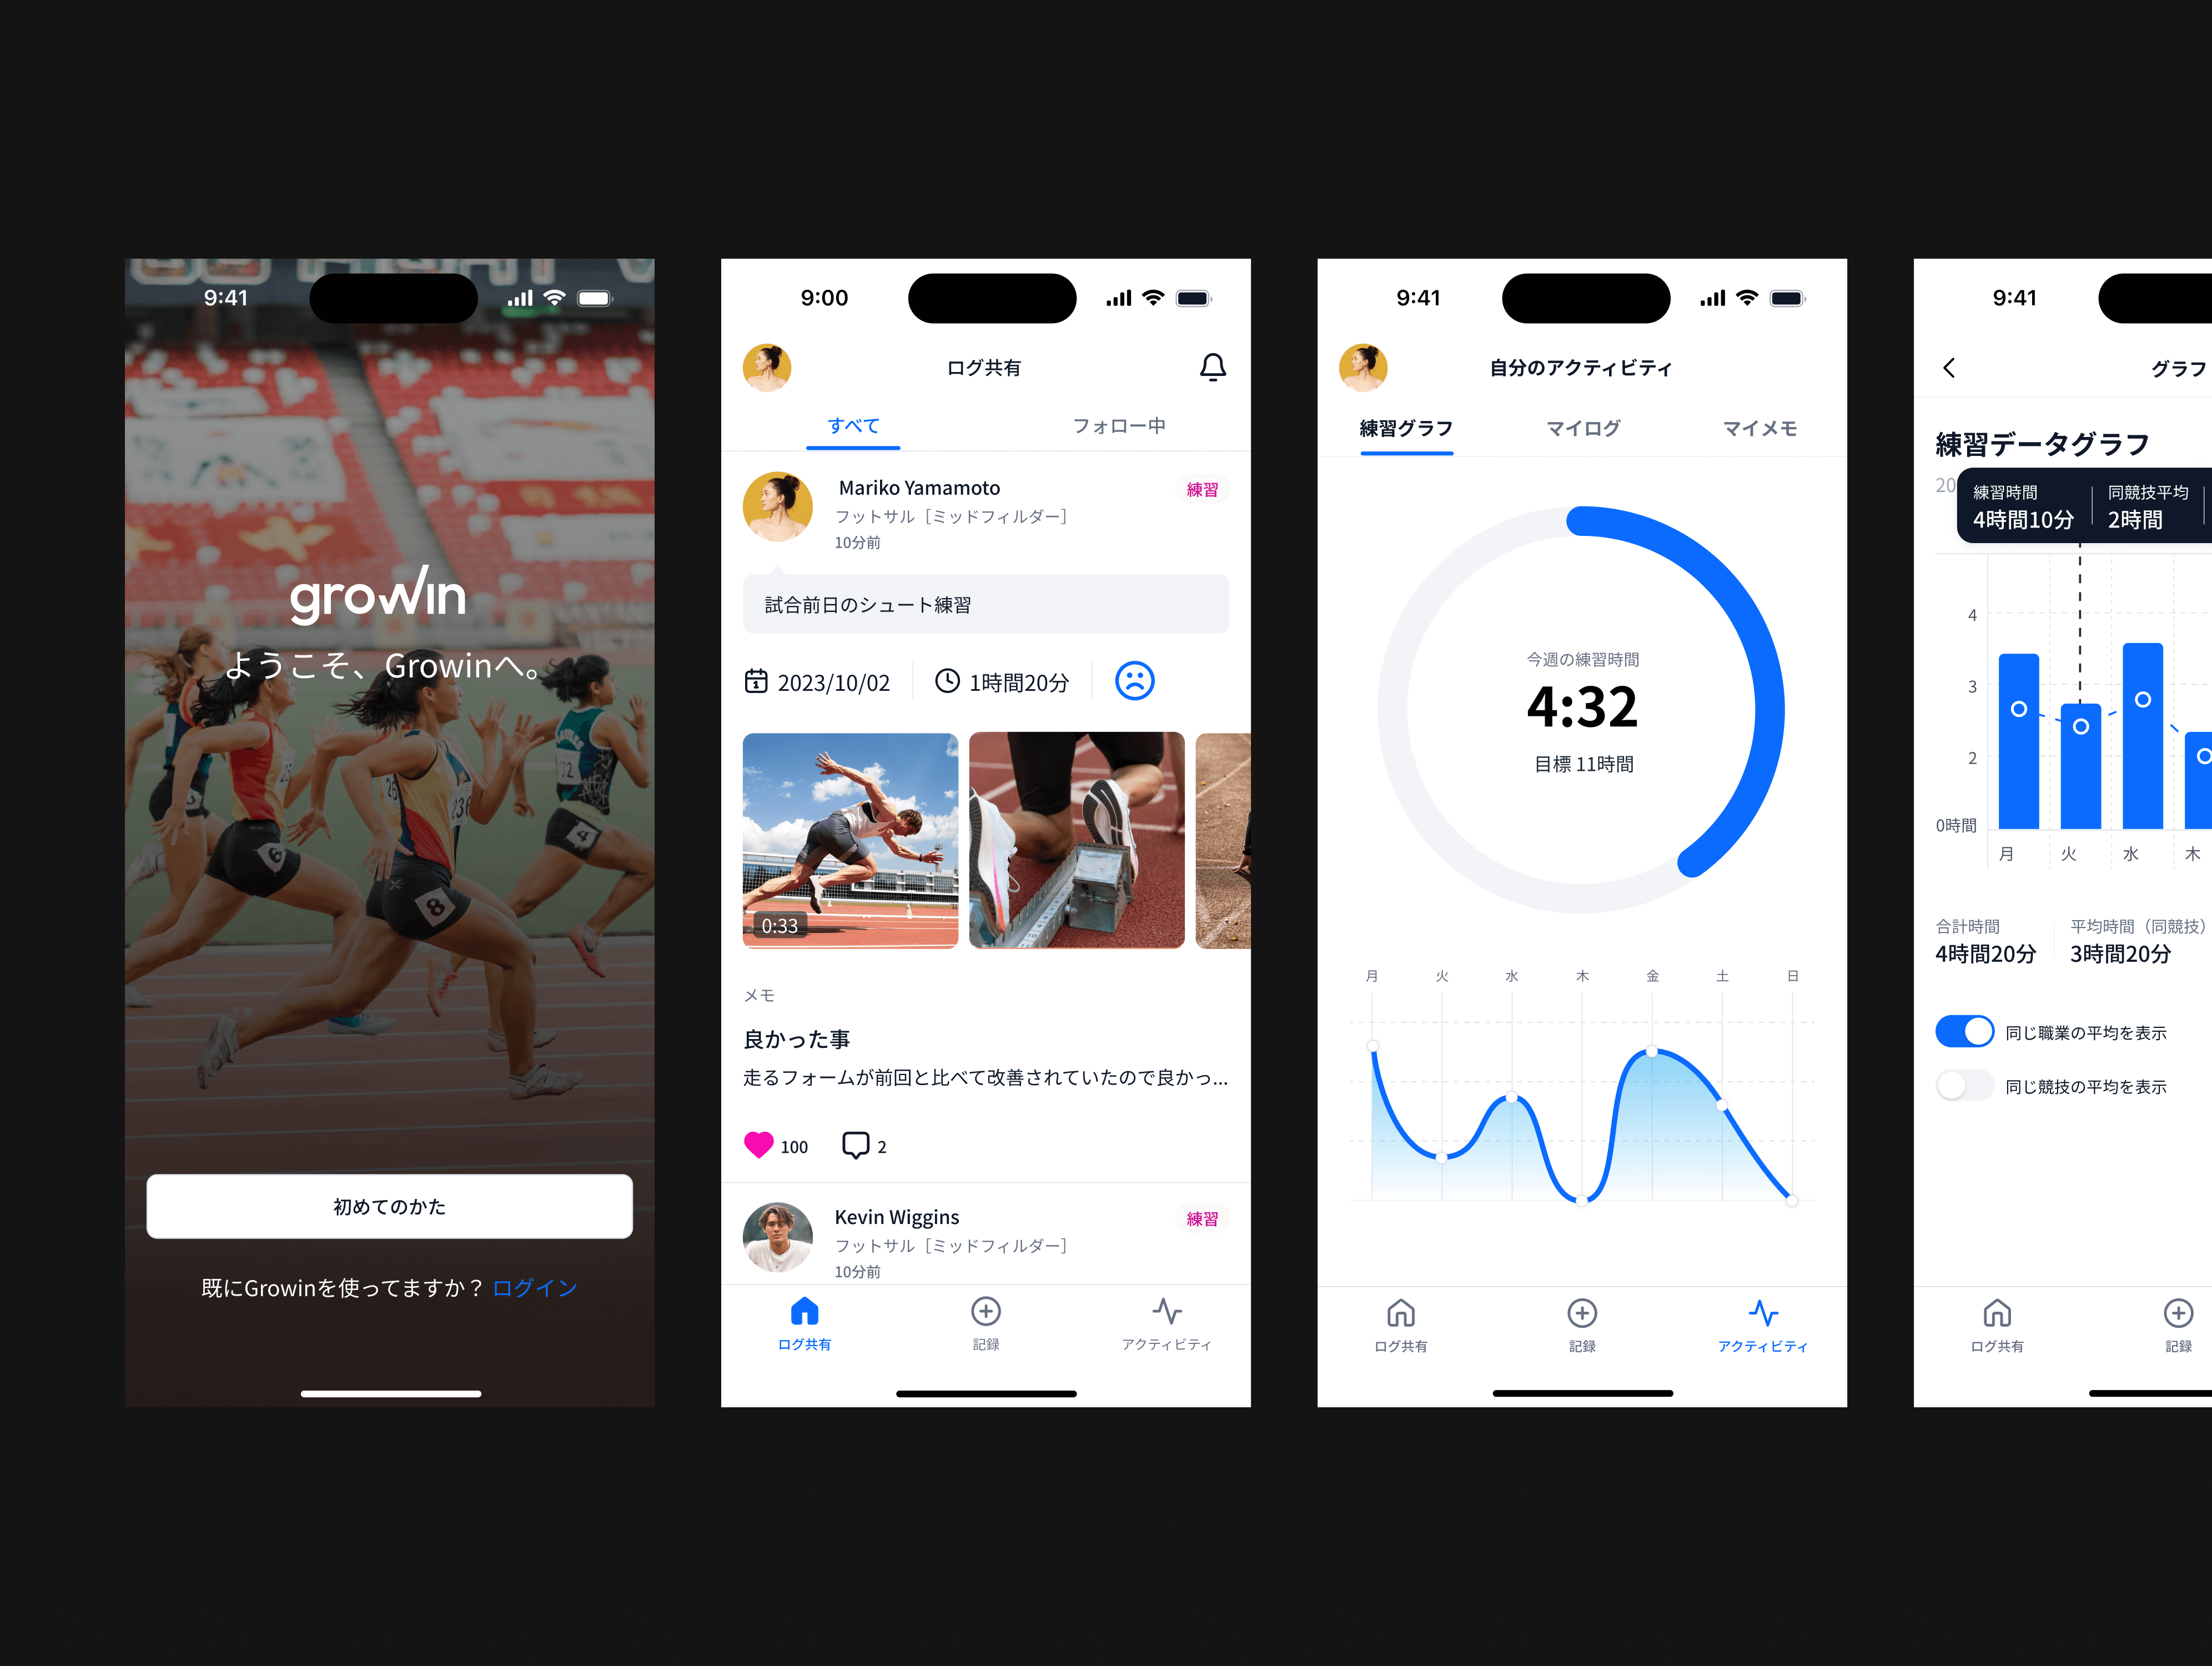 9:41
growin
ようこそ、Growinへ。
初めてのかた
既にGrowinを使ってますか？ ログイン
9:00
ログ共有
すべて
フォロー中
Mariko Yamamoto
練習
フットサル［ミッドフィルダー］
10分前
試合前日のシュート練習
2023/10/02
1時間20分
0:33
メモ
良かった事
走るフォームが前回と比べて改善されていたので良かっ...
100
2
Kevin Wiggins
練習
フットサル［ミッドフィルダー］
10分前
ログ共有
記録
アクティビティ
9:41
自分のアクティビティ
練習グラフ
マイログ
マイメモ
今週の練習時間
4:32
目標 11時間
月 火 水 木 金 土 日
ログ共有
記録
アクティビティ
9:41
グラフ
練習データグラフ
20
練習時間
4時間10分
同競技平均
2時間
4
3
2
0時間
月 火 水 木
合計時間
4時間20分
平均時間（同競技）
3時間20分
同じ職業の平均を表示
同じ競技の平均を表示
ログ共有
記録